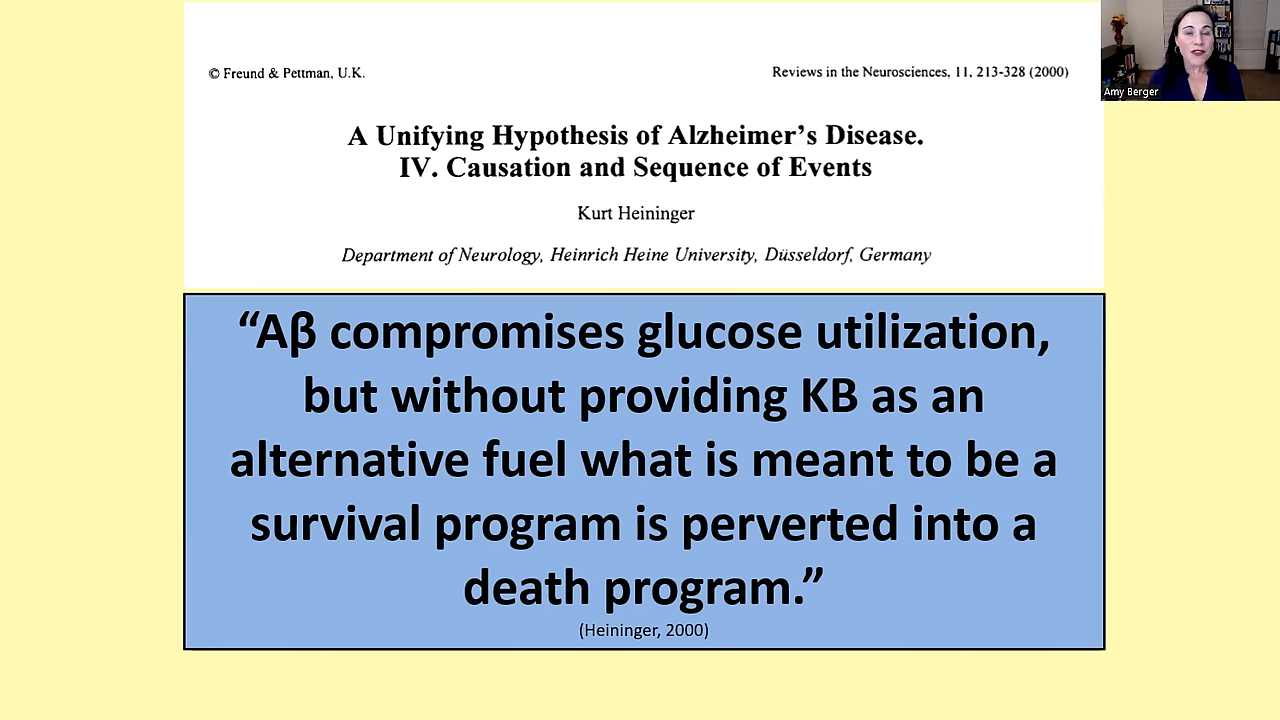 © Freund & Pettman, U.K.
Reviews in the Neurosciences, 11, 213-328 (2000)
Amy Berger
A Unifying Hypothesis of Alzheimer's Disease.
IV. Causation and Sequence of Events
Kurt Heininger
Department of Neurology, Heinrich Heine University, Düsseldorf, Germany
“Aβ compromises glucose utilization,
but without providing KB as an
alternative fuel what is meant to be a
survival program is perverted into a
death program.”
(Heininger, 2000)